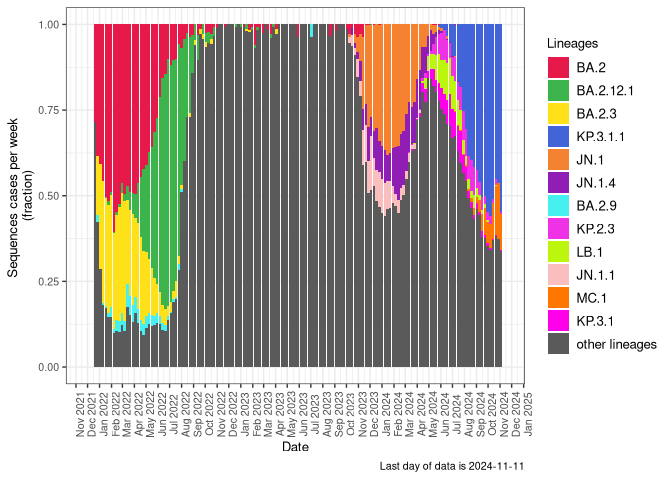 Lineages
BA.2
BA.2.12.1
BA.2.3
KP.3.1.1
JN.1
JN.1.4
BA.2.9
KP.2.3
LB.1
JN.1.1
MC.1
KP.3.1
other lineages
Sequences cases per week
(fraction)
1.00
0.75
0.50
0.25
0.00
Nov 2021
Dec 2021
Jan 2022
Feb 2022
Mar 2022
Apr 2022
May 2022
Jun 2022
Jul 2022
Aug 2022
Sep 2022
Oct 2022
Nov 2022
Dec 2022
Jan 2023
Feb 2023
Mar 2023
Apr 2023
May 2023
Jun 2023
Jul 2023
Aug 2023
Sep 2023
Oct 2023
Nov 2023
Dec 2023
Jan 2024
Feb 2024
Mar 2024
Apr 2024
May 2024
Jun 2024
Jul 2024
Aug 2024
Sep 2024
Oct 2024
Nov 2024
Dec 2024
Jan 2025
Date
Last day of data is 2024-11-11